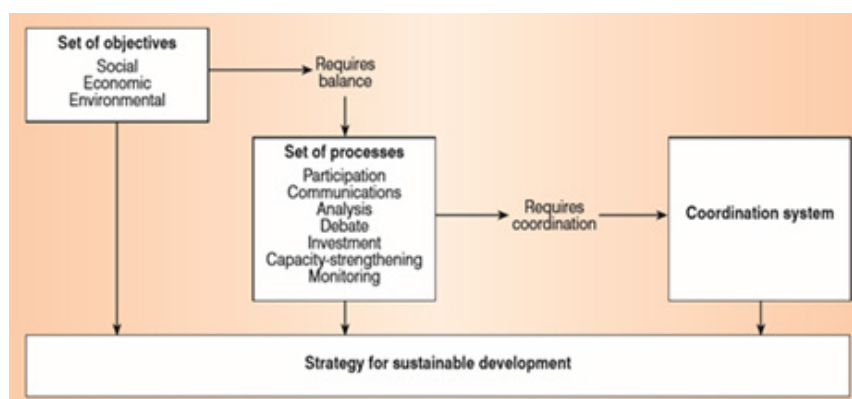 Set of objectives
Social
Economic
Environmental
Requires
balance
Set of processes
Participation
Communications
Analysis
Debate
Investment
Capacity-strengthening
Monitoring
Requires
coordination
Coordination system
Strategy for sustainable development